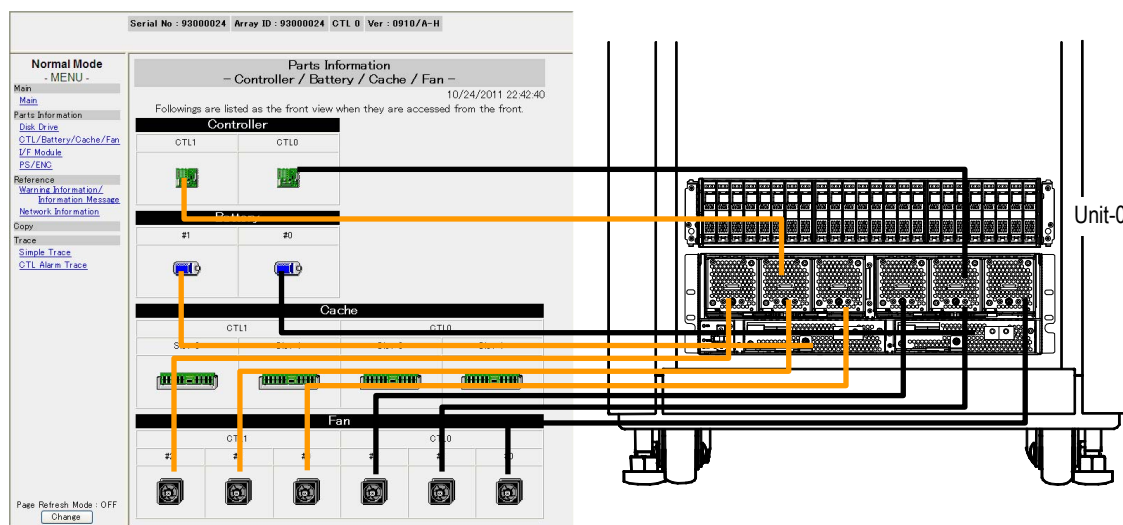 Serial No : 93000024 Array ID : 93000024 CTL 0 Ver : 0910/A-H
Normal Mode
- MENU -
Main
Main
Parts Information
Disk Drive
CTL/Battery/Cache/Fan
I/F Module
PS/ENC
Reference
Warning Information/
Information Message
Network Information
Copy
Trace
Simple Trace
CTL Alarm Trace
Page Refresh Mode : OFF
Change
Parts Information
- Controller / Battery / Cache / Fan -
10/24/2011 22:42:40
Followings are listed as the front view when they are accessed from the front.
Controller
CTL1 CTL0
Battery
#1 #0
Cache
CTL1 CTL0
Fan
CTL1 CTL0
Unit-0